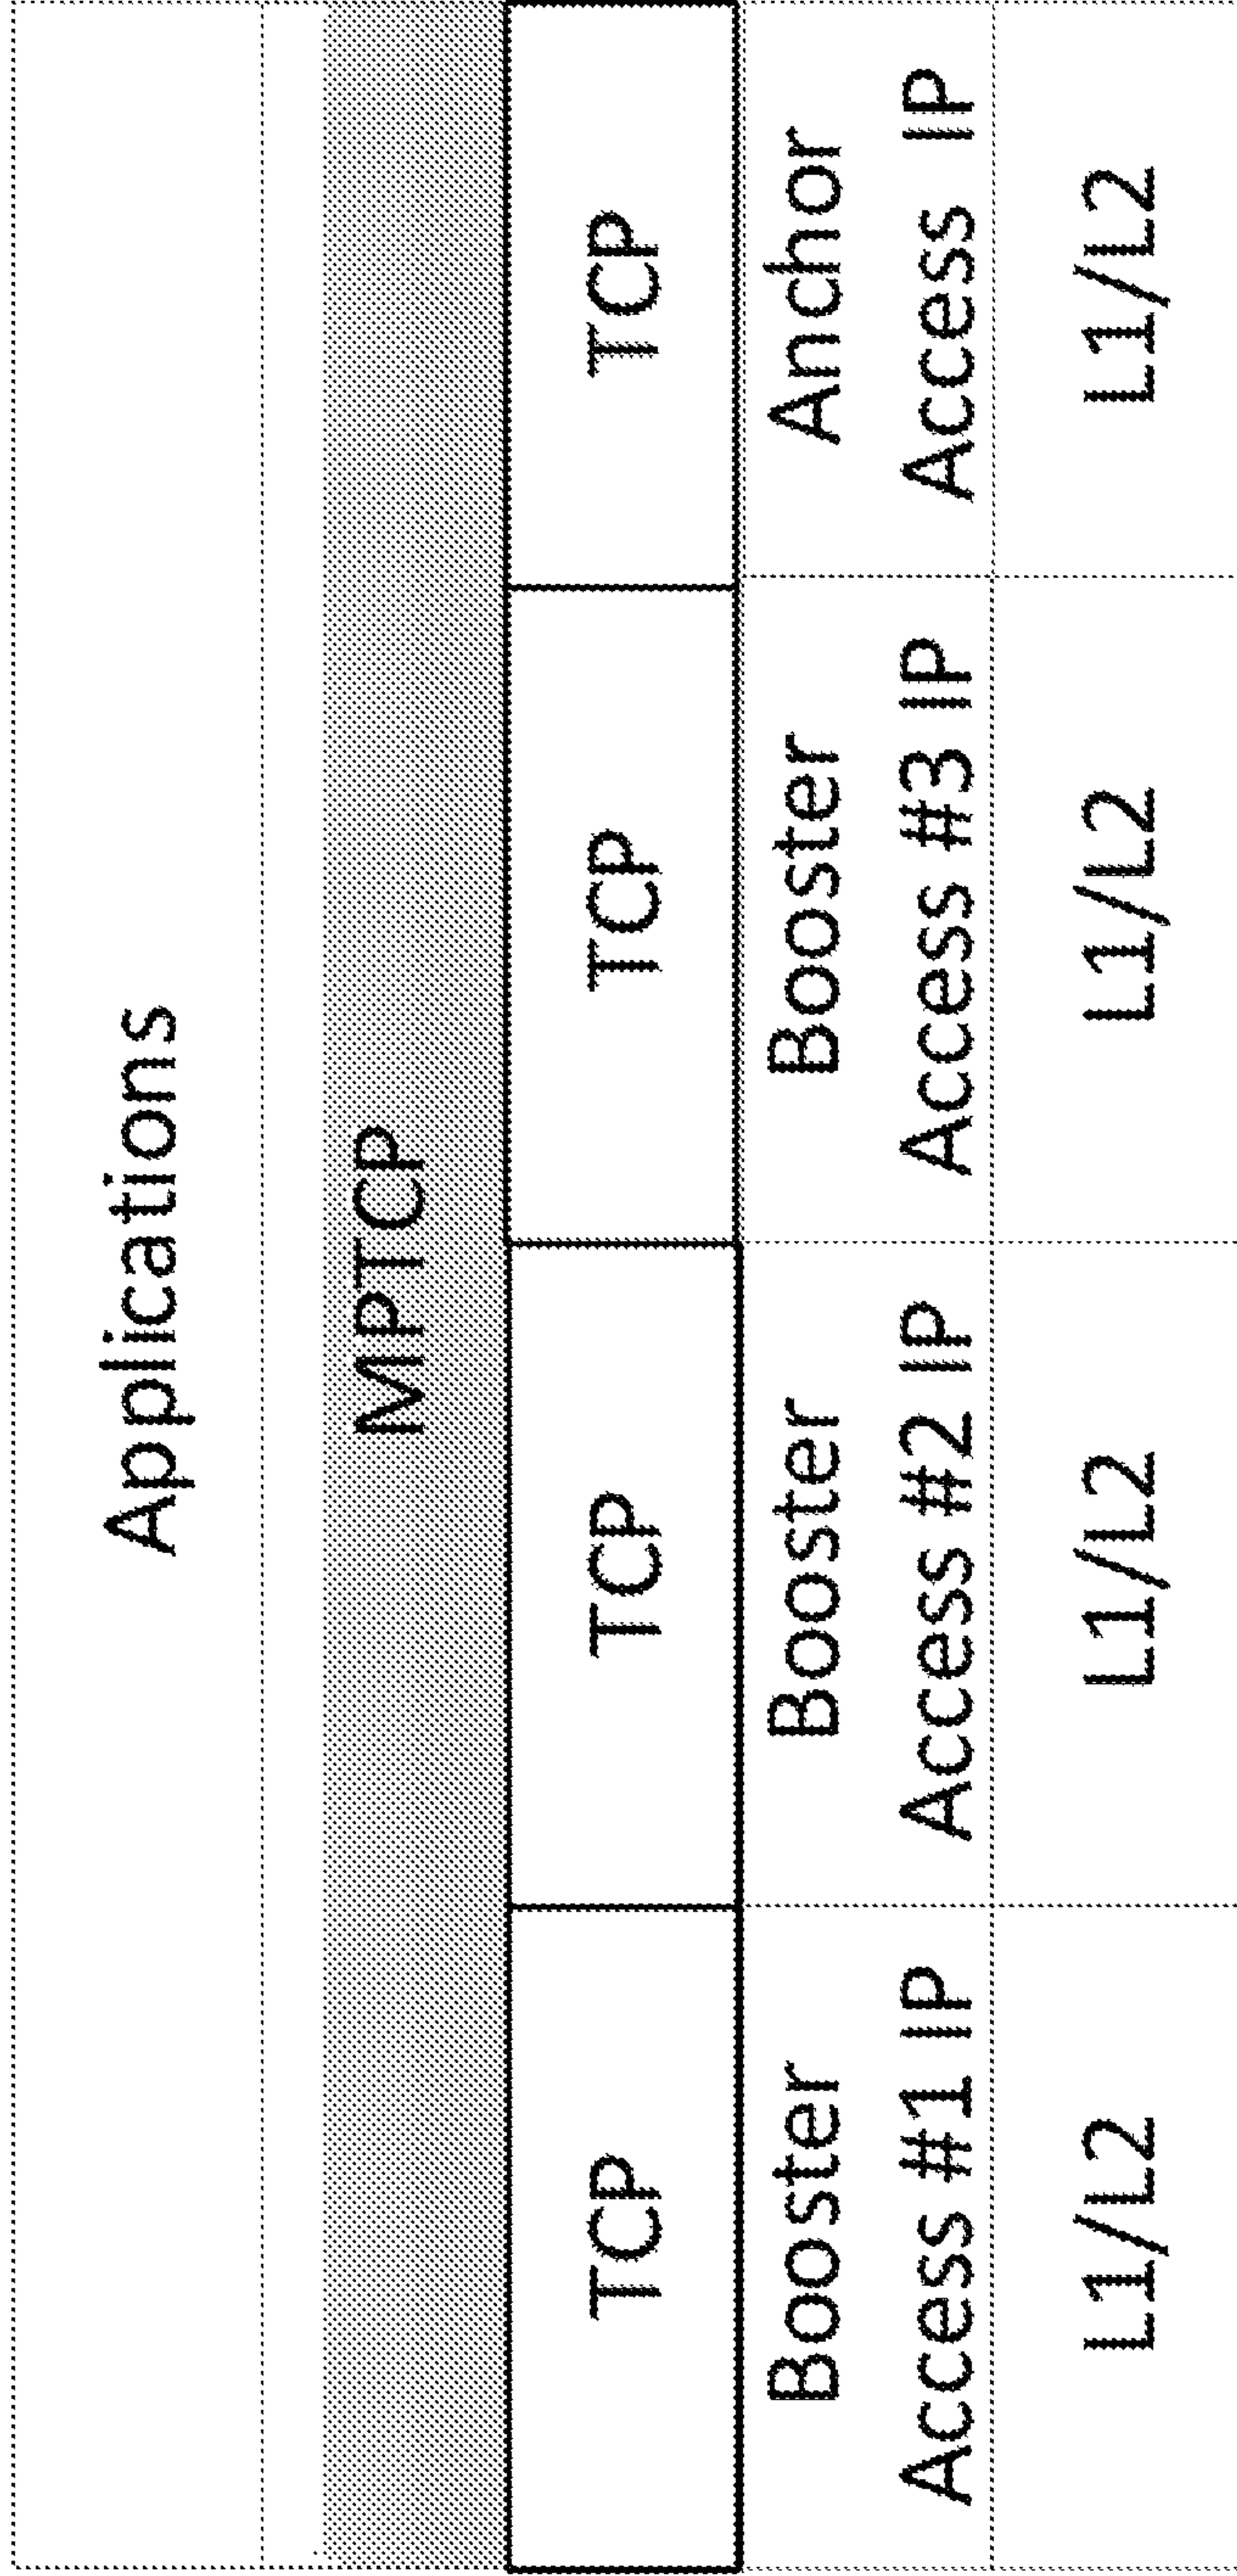 Applications
MPTCP
TCP
TCP
TCP
TCP
Booster
Access #1 IP
Booster
Access #2 IP
Booster
Access #3 IP
Anchor
Access IP
L1/L2
L1/L2
L1/L2
L1/L2